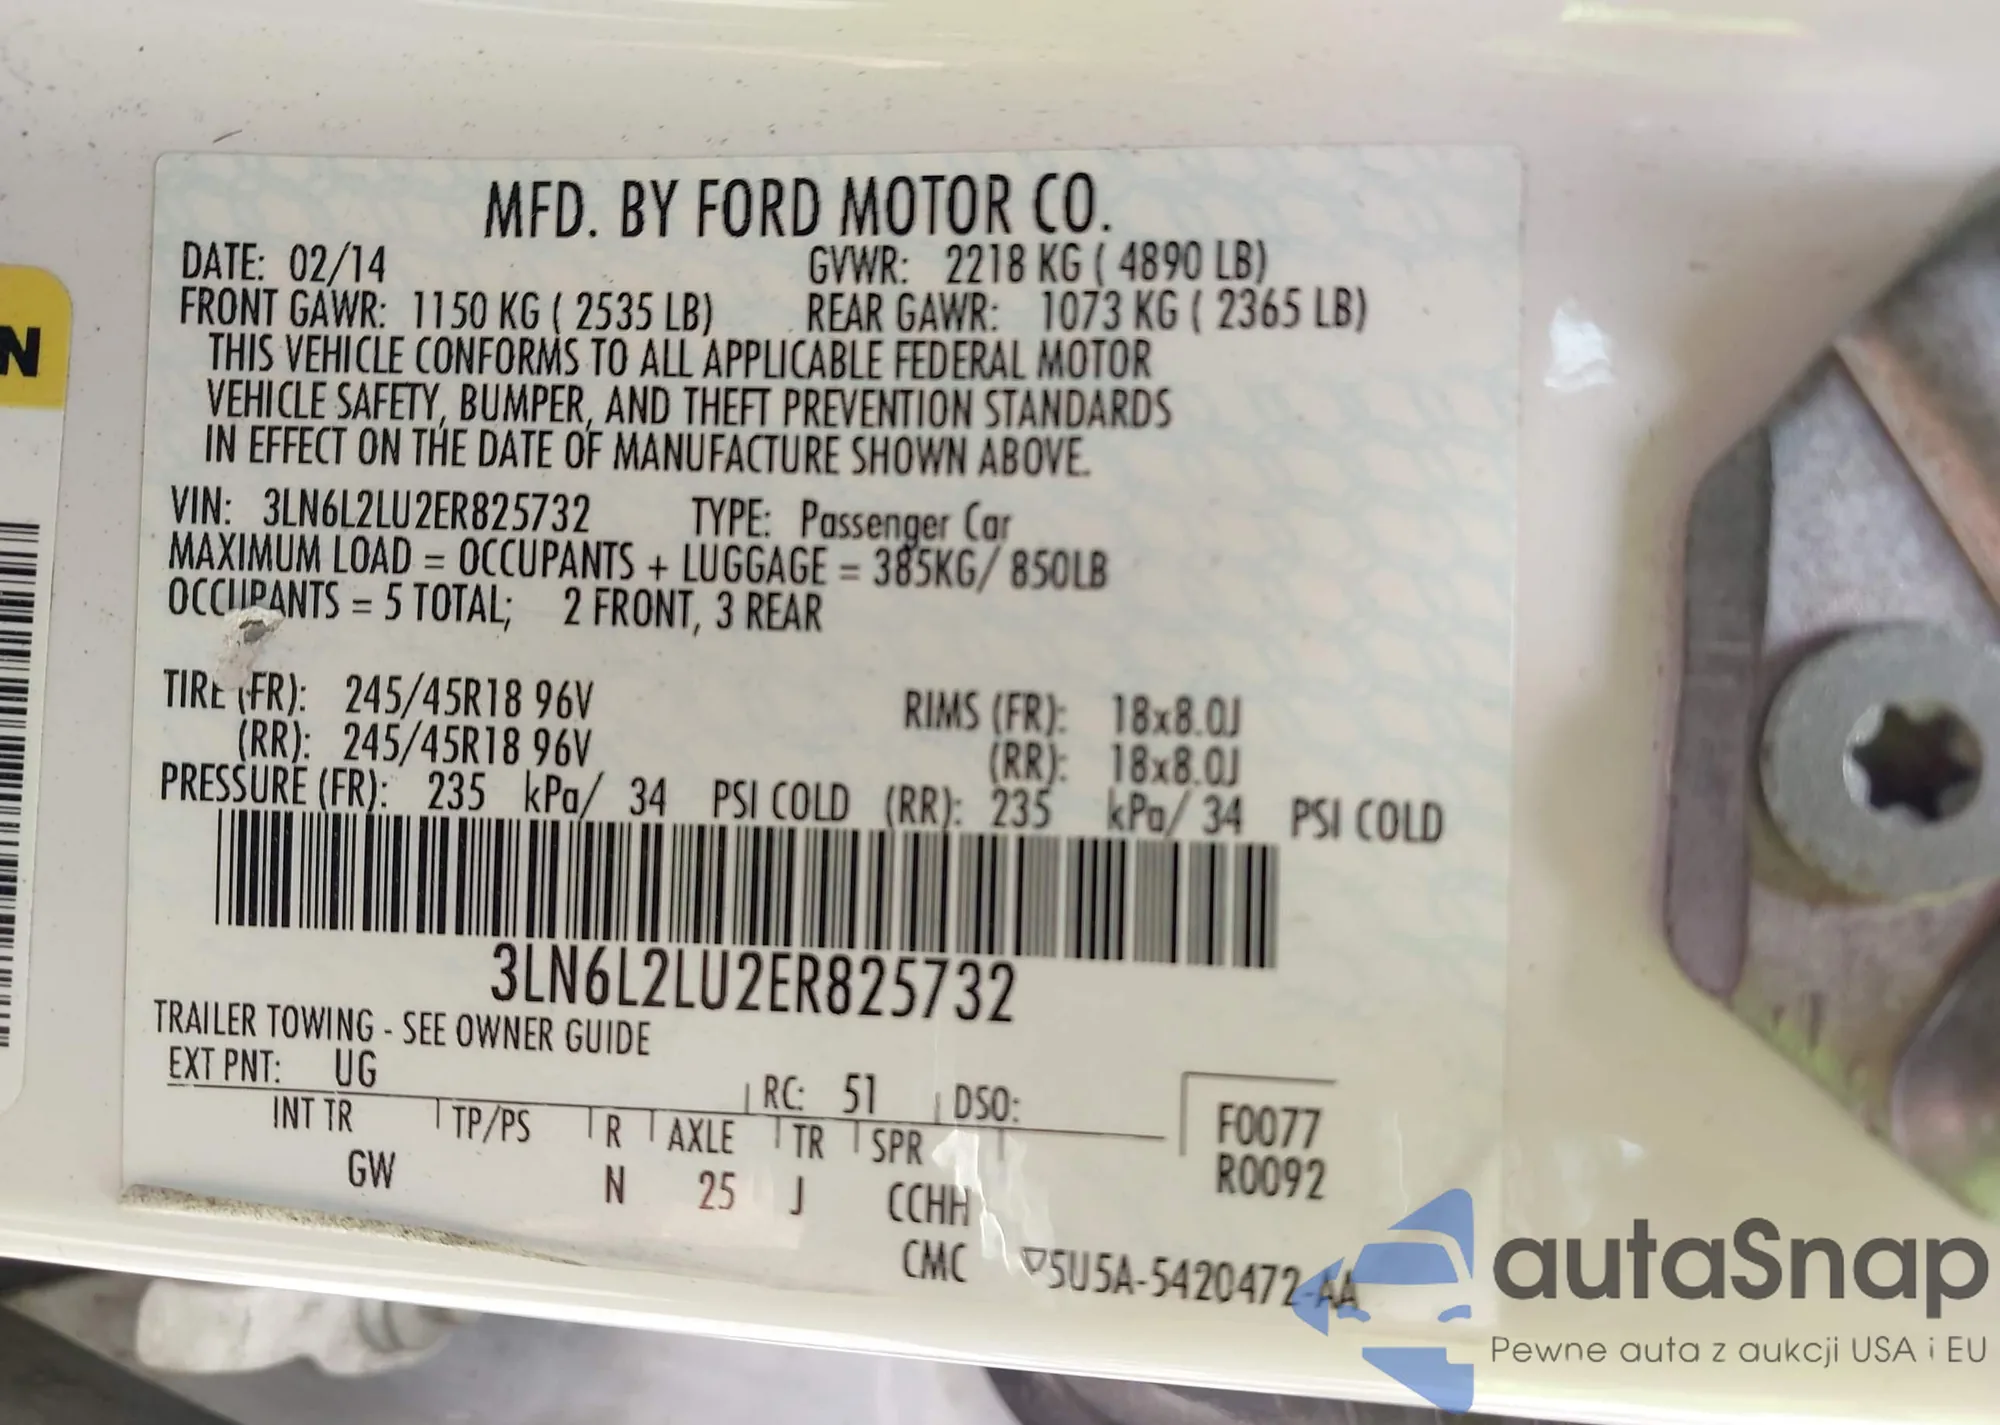 MFD. BY FORD MOTOR CO.
DATE: 02/14 GVWR: 2218 KG ( 4890 LB)
FRONT GAWR: 1150 KG ( 2535 LB) REAR GAWR: 1073 KG ( 2365 LB)
THIS VEHICLE CONFORMS TO ALL APPLICABLE FEDERAL MOTOR
VEHICLE SAFETY, BUMPER, AND THEFT PREVENTION STANDARDS
IN EFFECT ON THE DATE OF MANUFACTURE SHOWN ABOVE.
VIN: 3LN6L2LU2ER825732 TYPE: Passenger Car
MAXIMUM LOAD = OCCUPANTS + LUGGAGE = 385KG/ 850LB
OCCUPANTS = 5 TOTAL; 2 FRONT, 3 REAR
TIRE (FR): 245/45R18 96V RIMS (FR): 18x8.0J
(RR): 245/45R18 96V (RR): 18x8.0J
PRESSURE (FR): 235 kPa/ 34 PSI COLD (RR): 235 kPa/ 34 PSI COLD
3LN6L2LU2ER825732
TRAILER TOWING - SEE OWNER GUIDE
EXT PNT: UG RC: 51 DSO:
INT TR TP/PS R AXLE TR SPR F0077
GW N 25 J CCHH R0092
CMC 5U5A-5420472-AA
N
autaSnap
Pewne auta z aukcji USA i EU